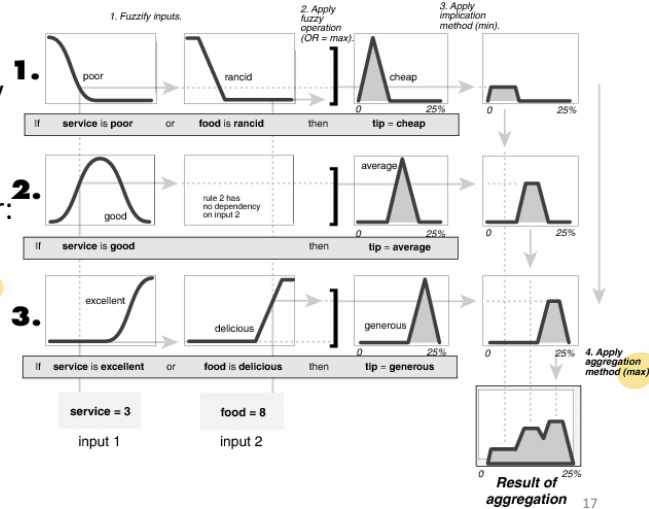 1. Fuzzify inputs.
2. Apply
fuzzy
operation
(OR = max).
3. Apply
implication
method (min).
1.
poor
rancid
cheap
0 25%
0 25%
If service is poor or food is rancid then tip = cheap
2.
good
rule 2 has
no dependency
on input 2
average
0 25%
0 25%
If service is good then tip = average
3.
excellent
delicious
generous
0 25%
0 25%
If service is excellent or food is delicious then tip = generous
4. Apply
aggregation
method (max).
service = 3
food = 8
input 1
input 2
0 25%
Result of
aggregation
17